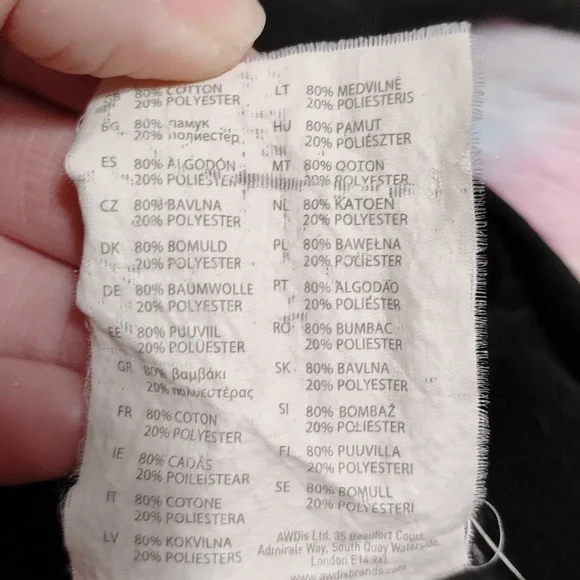 80% COTTON
20% POLYESTER
BG 80% памук
20% полиестер
ES 80% ALGODÓN
20% POLIESTER
CZ 80% BAVLNA
20% POLYESTER
DK 80% BOMULD
20% POLYESTER
DE 80% BAUMWOLLE
20% POLYESTER
EE 80% PUUVIIL
20% POLÜESTER
GR 80% βαμβάκι
20% πολυεστέρας
FR 80% COTON
20% POLYESTER
IE 80% CADÁS
20% POILEISTEAR
IT 80% COTONE
20% POLIESTERA
LV 80% KOKVILNA
20% POLIESTERS
LT 80% MEDVILNĖ
20% POLIESTERIS
HU 80% PAMUT
20% POLIÉSZTER
MT 80% QOTON
20% POLYESTER
NL 80% KATOEN
20% POLYESTER
PL 80% BAWEŁNA
20% POLIESTER
PT 80% ALGODÃO
20% POLIÉSTER
RO 80% BUMBAC
20% POLIESTER
SK 80% BAVLNA
20% POLYESTER
SI 80% BOMBAŽ
20% POLIESTER
FI 80% PUUVILLA
20% POLYESTERI
SE 80% BOMULL
20% POLYESTERI
AWDis Ltd. 35 Beaufort Court,
Admirals Way, South Quay Waterside,
London E14 9XL
www.awdisbrands.com